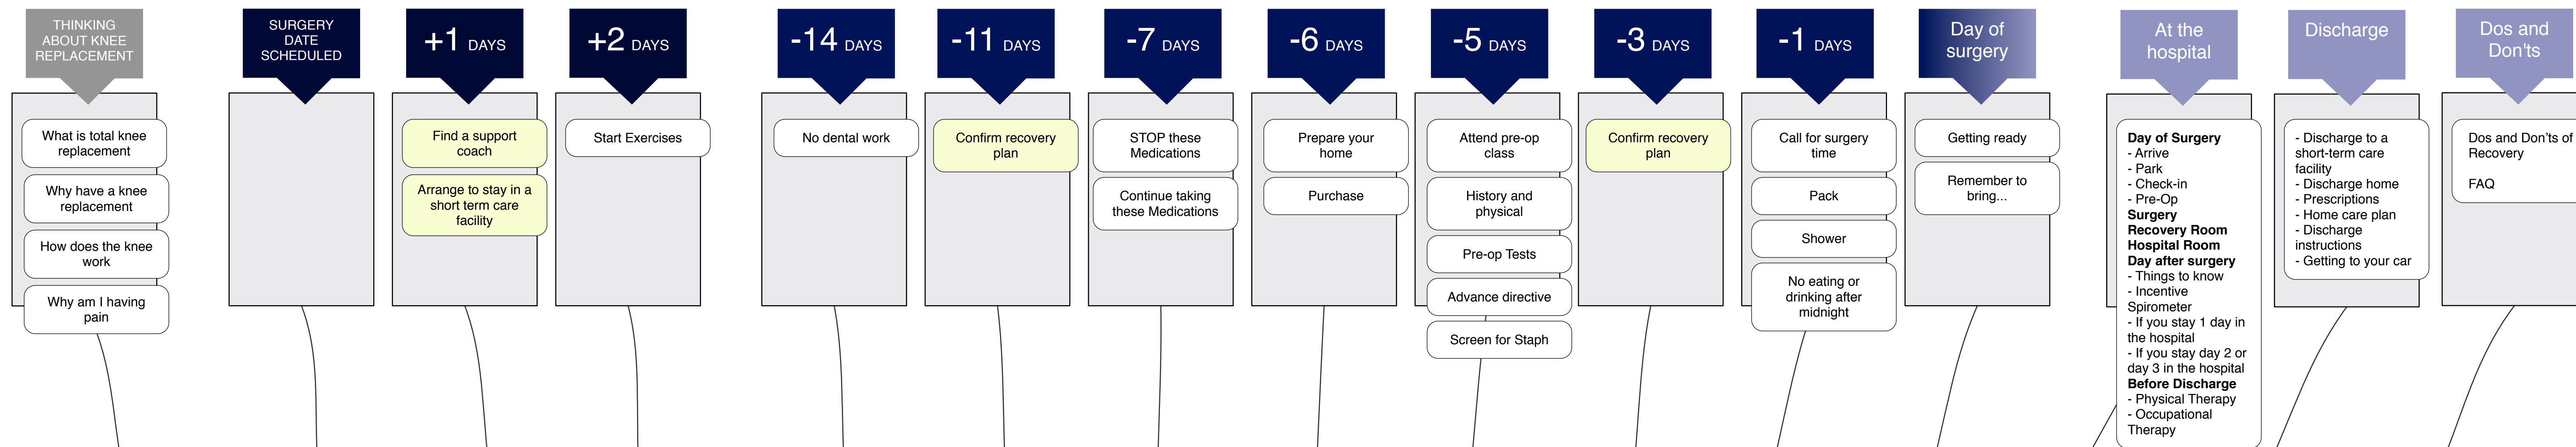 THINKING
ABOUT KNEE
REPLACEMENT
What is total knee
replacement
Why have a knee
replacement
How does the knee
work
Why am I having
pain
SURGERY
DATE
SCHEDULED
+1 DAYS
Find a support
coach
Arrange to stay in a
short term care
facility
+2 DAYS
Start Exercises
-14 DAYS
No dental work
-11 DAYS
Confirm recovery
plan
-7 DAYS
STOP these
Medications
Continue taking
these Medications
-6 DAYS
Prepare your
home
Purchase
-5 DAYS
Attend pre-op
class
History and
physical
Pre-op Tests
Advance directive
Screen for Staph
-3 DAYS
Confirm recovery
plan
-1 DAYS
Call for surgery
time
Pack
Shower
No eating or
drinking after
midnight
Day of
surgery
Getting ready
Remember to
bring...
At the
hospital
Day of Surgery
- Arrive
- Park
- Check-in
- Pre-Op
Surgery
Recovery Room
Hospital Room
Day after surgery
- Things to know
- Incentive
Spirometer
- If you stay 1 day in
the hospital
- If you stay day 2 or
day 3 in the hospital
Before Discharge
- Physical Therapy
- Occupational
Therapy
Discharge
- Discharge to a
short-term care
facility
- Discharge home
- Prescriptions
- Home care plan
- Discharge
instructions
- Getting to your car
Dos and
Don'ts
Dos and Don'ts of
Recovery
FAQ